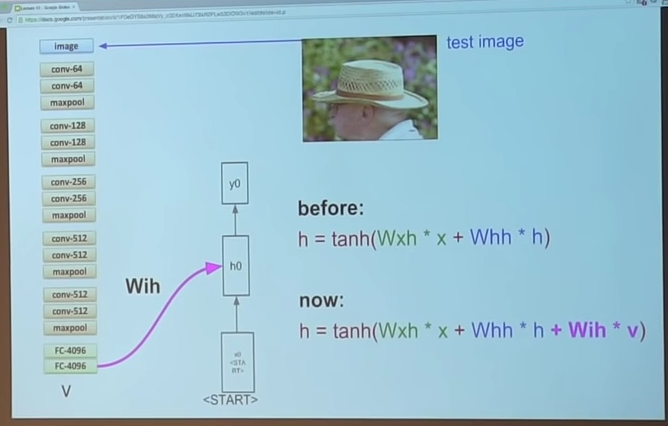 image
test image
conv-64
conv-64
maxpool
conv-128
conv-128
maxpool
conv-256
conv-256
maxpool
conv-512
conv-512
maxpool
conv-512
conv-512
maxpool
FC-4096
FC-4096
V
Wih
y0
h0
x0
<STA
RT>
<START>
before:
h = tanh(Wxh * x + Whh * h)
now:
h = tanh(Wxh * x + Whh * h + Wih * v)